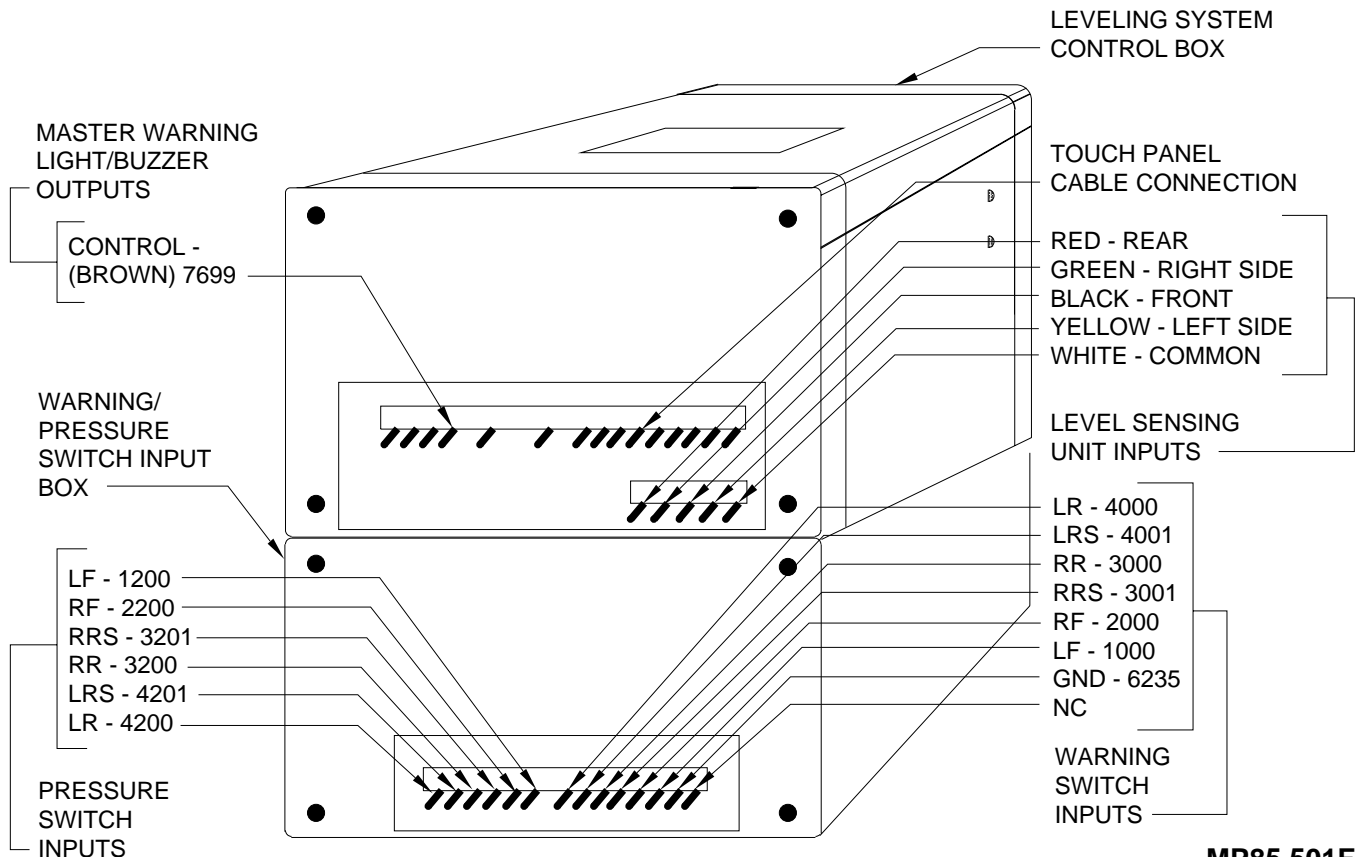 LEVELING SYSTEM
CONTROL BOX
MASTER WARNING
LIGHT/BUZZER
OUTPUTS
CONTROL -
(BROWN) 7699
TOUCH PANEL
CABLE CONNECTION
RED - REAR
GREEN - RIGHT SIDE
BLACK - FRONT
YELLOW - LEFT SIDE
WHITE - COMMON
LEVEL SENSING
UNIT INPUTS
WARNING/
PRESSURE
SWITCH INPUT
BOX
LF - 1200
RF - 2200
RRS - 3201
RR - 3200
LRS - 4201
LR - 4200
PRESSURE
SWITCH
INPUTS
LR - 4000
LRS - 4001
RR - 3000
RRS - 3001
RF - 2000
LF - 1000
GND - 6235
NC
WARNING
SWITCH
INPUTS